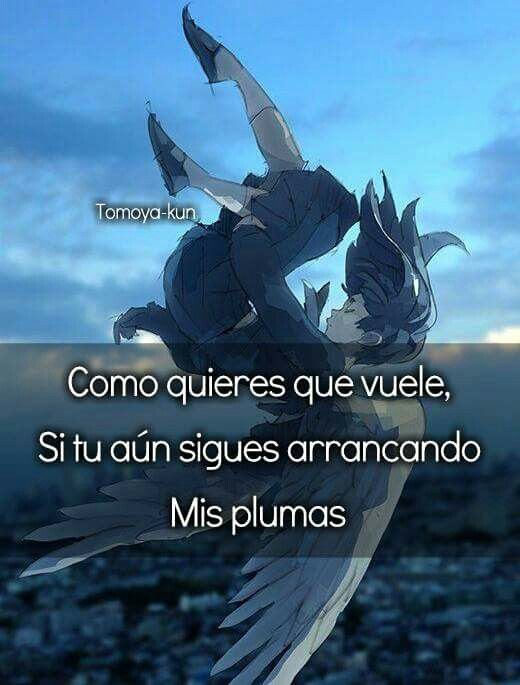 Tomoya-kun
Como quieres que vuele,
Si tu aún sigues arrancando
Mis plumas